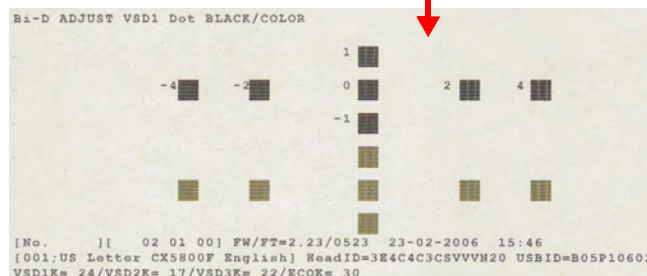 Bi-D ADJUST VSD1 Dot BLACK/COLOR
1
-4 -2 0 2 4
-1
[No. ][ 02 01 00] FW/FT=2.23/0523 23-02-2006 15:46
[001;US Letter CX5800F English] HeadID=3E4C4C3CSVVVN20 USBID=B05P10602
VSD1K= 24/VSD2K= 17/VSD3K= 22/ECOK= 30